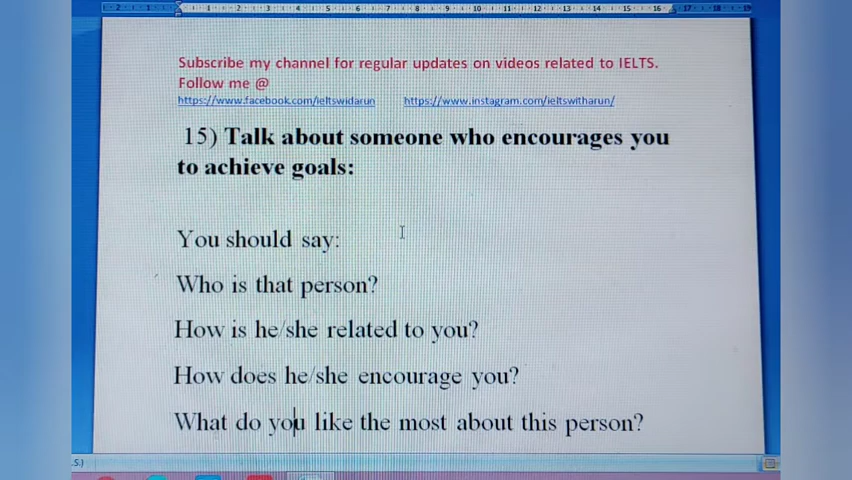 Subscribe my channel for regular updates on videos related to IELTS.
Follow me @
https://www.facebook.com/ieltswidarun https://www.instagram.com/ieltswitharun/
15) Talk about someone who encourages you
to achieve goals:
You should say:
Who is that person?
How is he/she related to you?
How does he/she encourage you?
What do you like the most about this person?